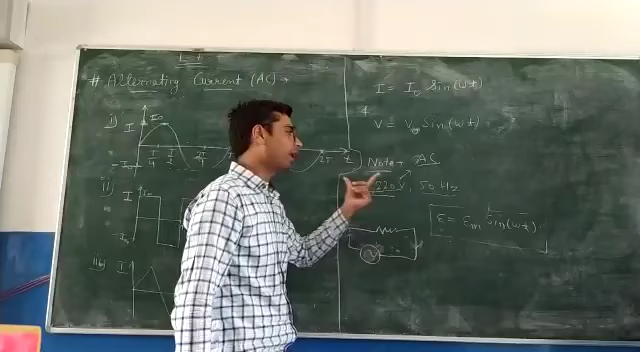 # Alternating Current (AC) →
i)
I
I₀
-I₀
T/4
T/2
2T
t
ii)
I
I₀
-I₀
iii)
I
I = I₀ Sin(ωt)
V = V₀ Sin(ωt)
Note → AC
220V, 50 Hz
ε = εₘ Sin(ωt)